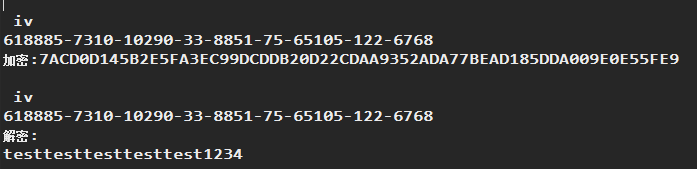 iv
618885-7310-10290-33-8851-75-65105-122-6768
加密:7ACD0D145B2E5FA3EC99DCDDB20D22CDAA9352ADA77BEAD185DDA009E0E55FE9
iv
618885-7310-10290-33-8851-75-65105-122-6768
解密:
testtesttesttesttest1234